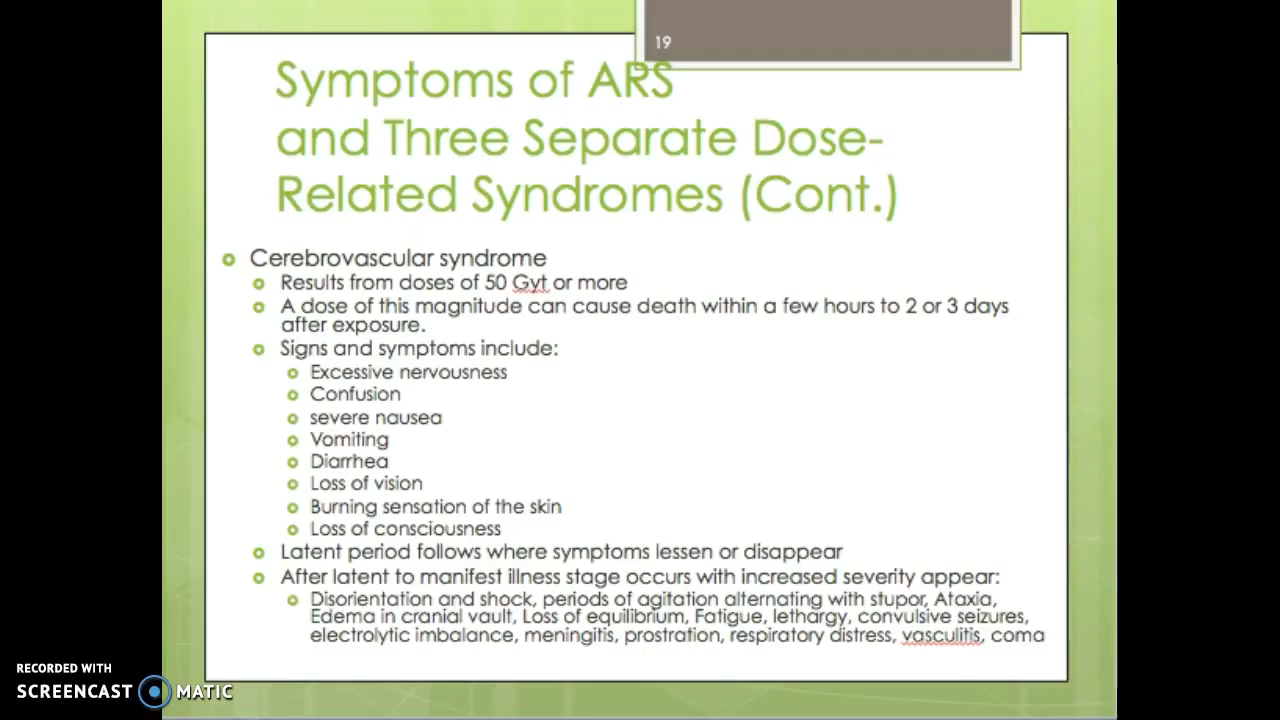 19
Symptoms of ARS
and Three Separate Dose-
Related Syndromes (Cont.)
Cerebrovascular syndrome
Results from doses of 50 Gyt or more
A dose of this magnitude can cause death within a few hours to 2 or 3 days
after exposure.
Signs and symptoms include:
Excessive nervousness
Confusion
severe nausea
Vomiting
Diarrhea
Loss of vision
Burning sensation of the skin
Loss of consciousness
Latent period follows where symptoms lessen or disappear
After latent to manifest illness stage occurs with increased severity appear:
Disorientation and shock, periods of agitation alternating with stupor, Ataxia,
Edema in cranial vault, Loss of equilibrium, Fatigue, lethargy, convulsive seizures,
electrolytic imbalance, meningitis, prostration, respiratory distress, vasculitis, coma
RECORDED WITH
SCREENCAST MATIC